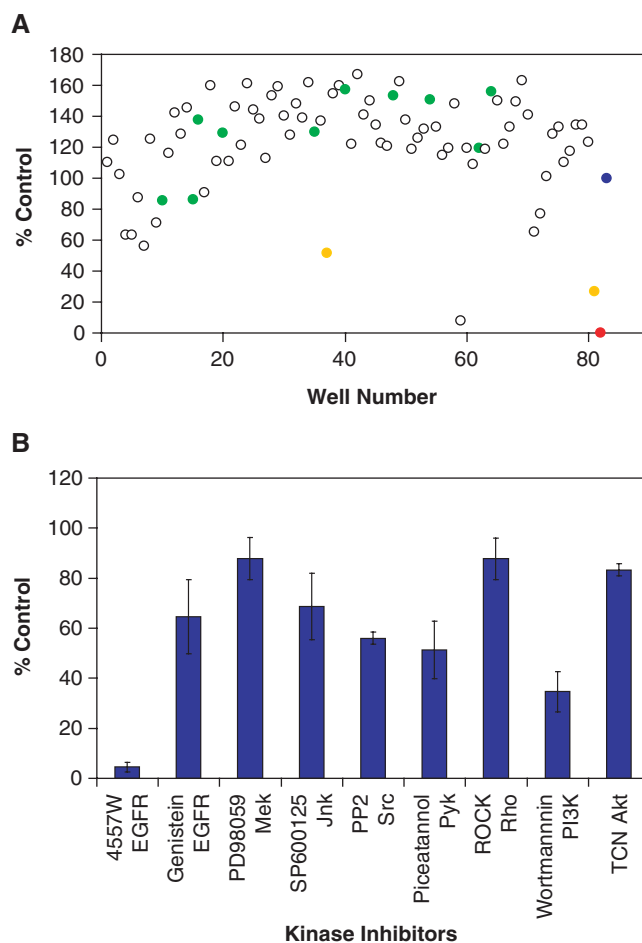 A
180
160
140
120
100
80
60
40
20
0
% Control
0 20 40 60 80
Well Number
B
120
100
80
60
40
20
0
% Control
4557W
EGFR
Genistein
EGFR
PD98059
Mek
SP600125
Jnk
PP2
Src
Piceatannol
Pyk
ROCK
Rho
Wortmannnin
PI3K
TCN Akt
Kinase Inhibitors